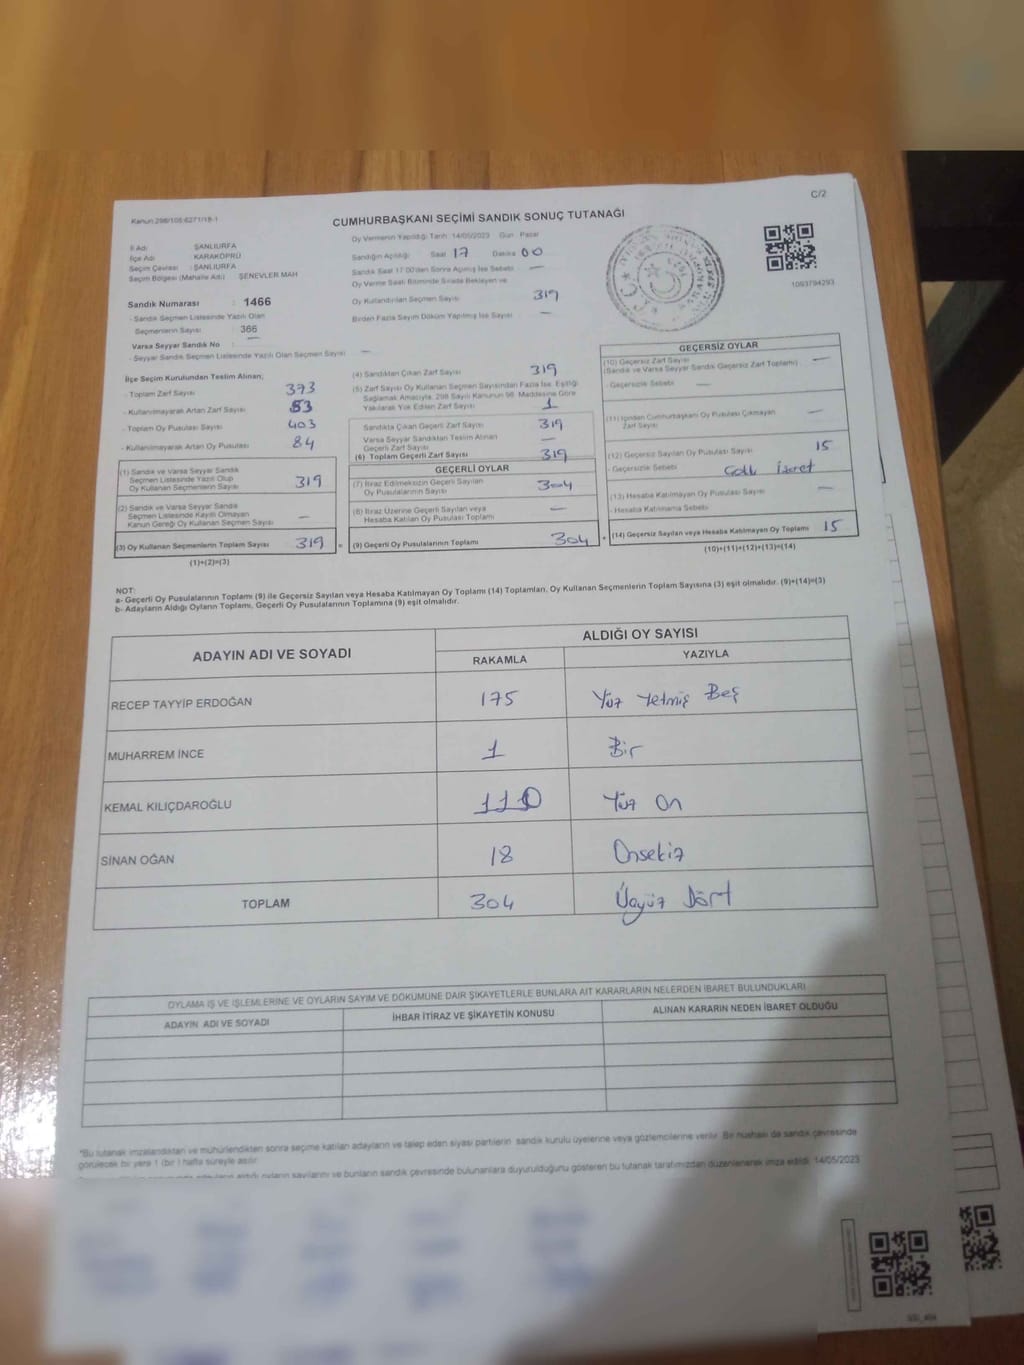 C/2
Kanun:298/105-6271/18-1
CUMHURBAŞKANI SEÇİMİ SANDIK SONUÇ TUTANAĞI
İl Adı : ŞANLIURFA
İlçe Adı : KARAKÖPRÜ
Seçim Çevresi : ŞANLIURFA
Seçim Bölgesi (Mahalle Adı) : ŞENEVLER MAH
Sandık Numarası : 1466
- Sandık Seçmen Listesinde Yazılı Olan
Seçmenlerin Sayısı : 366
Varsa Seyyar Sandık No : —
- Seyyar Sandık Seçmen Listesinde Yazılı Olan Seçmen Sayısı : —
Oy Vermenin Yapıldığı Tarih :14/05/2023 Gün : Pazar
Sandığın Açıldığı Saat 17 Dakika 00
Sandık Saat 17.00'den Sonra Açılmış İse Sebebi : —
Oy Verme Saati Bitiminde Sırada Bekleyen ve
Oy Kullandırılan Seçmen Sayısı : 319
Birden Fazla Sayım Döküm Yapılmış İse Sayısı : —
1093794293
İlçe Seçim Kurulundan Teslim Alınan;
- Toplam Zarf Sayısı : 373
- Kullanılmayarak Artan Zarf Sayısı : 53
- Toplam Oy Pusulası Sayısı : 403
- Kullanılmayarak Artan Oy Pusulası : 84
(1) Sandık ve Varsa Seyyar Sandık
Seçmen Listesinde Yazılı Olup
Oy Kullanan Seçmenlerin Sayısı : 319
(2) Sandık ve Varsa Seyyar Sandık
Seçmen Listesinde Kayıtlı Olmayan
Kanun Gereği Oy Kullanan Seçmen Sayısı : —
(3) Oy Kullanan Seçmenlerin Toplam Sayısı : 319 =
(1)+(2)=(3)
(4) Sandıktan Çıkan Zarf Sayısı : 319
(5) Zarf Sayısı Oy Kullanan Seçmen Sayısından Fazla İse, Eşitliği
Sağlamak Amacıyla, 298 Sayılı Kanunun 98. Maddesine Göre
Yakılarak Yok Edilen Zarf Sayısı : 1
Sandıkta Çıkan Geçerli Zarf Sayısı : 319
Varsa Seyyar Sandıktan Teslim Alınan
Geçerli Zarf Sayısı : —
(6) Toplam Geçerli Zarf Sayısı : 319
GEÇERLİ OYLAR
(7) İtiraz Edilmeksizin Geçerli Sayılan
Oy Pusulalarının Sayısı : 304
(8) İtiraz Üzerine Geçerli Sayılan veya
Hesaba Katılan Oy Pusulası Toplamı : —
(9) Geçerli Oy Pusulalarının Toplamı : 304 +
GEÇERSİZ OYLAR
(10) Geçersiz Zarf Sayısı : —
(Sandık ve Varsa Seyyar Sandık Geçersiz Zarf Toplamı)
- Geçersizlik Sebebi : —
(11) İçinden Cumhurbaşkanı Oy Pusulası Çıkmayan
Zarf Sayısı : —
(12) Geçersiz Sayılan Oy Pusulası Sayısı : 15
- Geçersizlik Sebebi : İşaret
(13) Hesaba Katılmayan Oy Pusulası Sayısı : —
- Hesaba Katılmama Sebebi :
(14) Geçersiz Sayılan veya Hesaba Katılmayan Oy Toplamı : 15
(10)+(11)+(12)+(13)=(14)
NOT:
a- Geçerli Oy Pusulalarının Toplamı (9) ile Geçersiz Sayılan veya Hesaba Katılmayan Oy Toplamı (14) Toplamları, Oy Kullanan Seçmenlerin Toplam Sayısına (3) eşit olmalıdır. (9)+(14)=(3)
b- Adayların Aldığı Oyların Toplamı, Geçerli Oy Pusulalarının Toplamına (9) eşit olmalıdır.
ADAYIN ADI VE SOYADI
ALDIĞI OY SAYISI
RAKAMLA YAZIYLA
RECEP TAYYİP ERDOĞAN 175 Yüz Yetmiş Beş
MUHARREM İNCE 1 Bir
KEMAL KILIÇDAROĞLU 110 Yüz On
SİNAN OĞAN 18 Onsekiz
TOPLAM 304 Üçyüz Dört
OYLAMA İŞ VE İŞLEMLERİNE VE OYLARIN SAYIM VE DÖKÜMÜNE DAİR ŞİKAYETLERLE BUNLARA AİT KARARLARIN NELERDEN İBARET BULUNDUKLARI
ADAYIN ADI VE SOYADI İHBAR İTİRAZ VE ŞİKAYETİN KONUSU ALINAN KARARIN NEDEN İBARET OLDUĞU
"Bu tutanak imzalandıktan ve mühürlendikten sonra seçime katılan adayların ve talep eden siyasi partilerin sandık kurulu üyelerine veya gözlemcilerine verilir. Bir nüshası da sandık çevresinde
görülecek bir yere 1 (bir ) hafta süreyle asılır.
aldığı oyların sayılarını ve bunların sandık çevresinde bulunanlara duyurulduğunu gösteren bu tutanak tarafımızdan düzenlenerek imza edildi. 14/05/2023